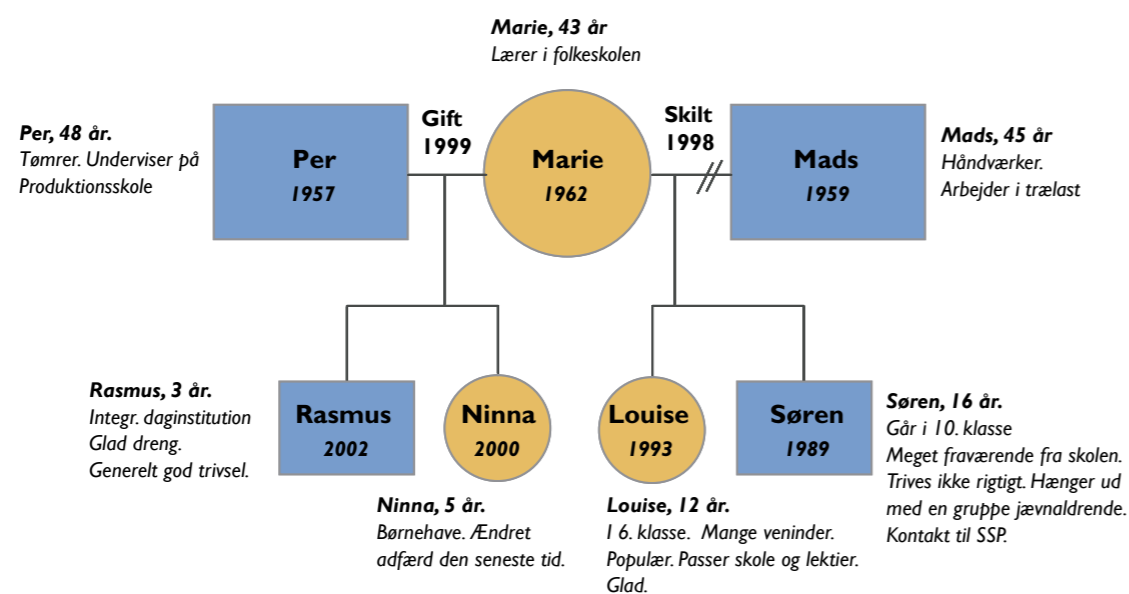 Marie, 43 år
Lærer i folkeskolen
Per, 48 år.
Tømrer. Underviser på
Produktionsskole
Per
1957
Gift
1999
Marie
1962
Skilt
1998
Mads
1959
Mads, 45 år
Håndværker.
Arbejder i trælast
Rasmus, 3 år.
Integr. daginstitution
Glad dreng.
Generelt god trivsel.
Rasmus
2002
Ninna
2000
Ninna, 5 år.
Børnehave. Ændret
adfærd den seneste tid.
Louise
1993
Louise, 12 år.
I 6. klasse. Mange veninder.
Populær. Passer skole og lektier.
Glad.
Søren
1989
Søren, 16 år.
Går i 10. klasse
Meget fraværende fra skolen.
Trives ikke rigtigt. Hænger ud
med en gruppe jævnaldrende.
Kontakt til SSP.